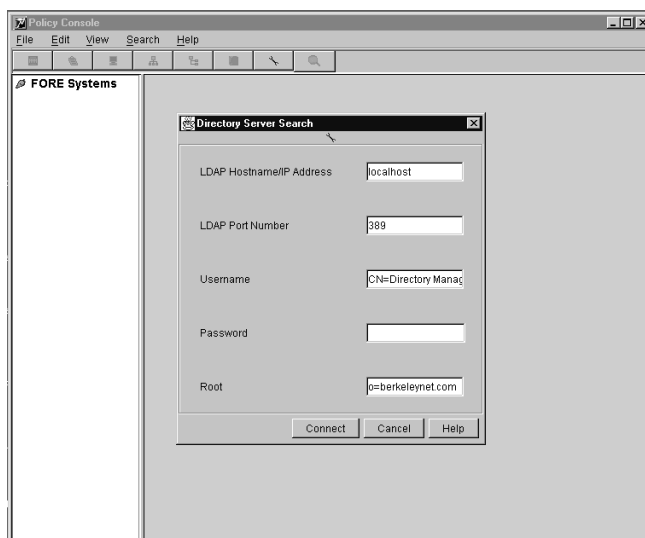 Policy Console
File Edit View Search Help
FORE Systems
Directory Server Search
LDAP Hostname/IP Address localhost
LDAP Port Number 389
Username CN=Directory Manag
Password
Root o=berkeleynet.com
Connect Cancel Help